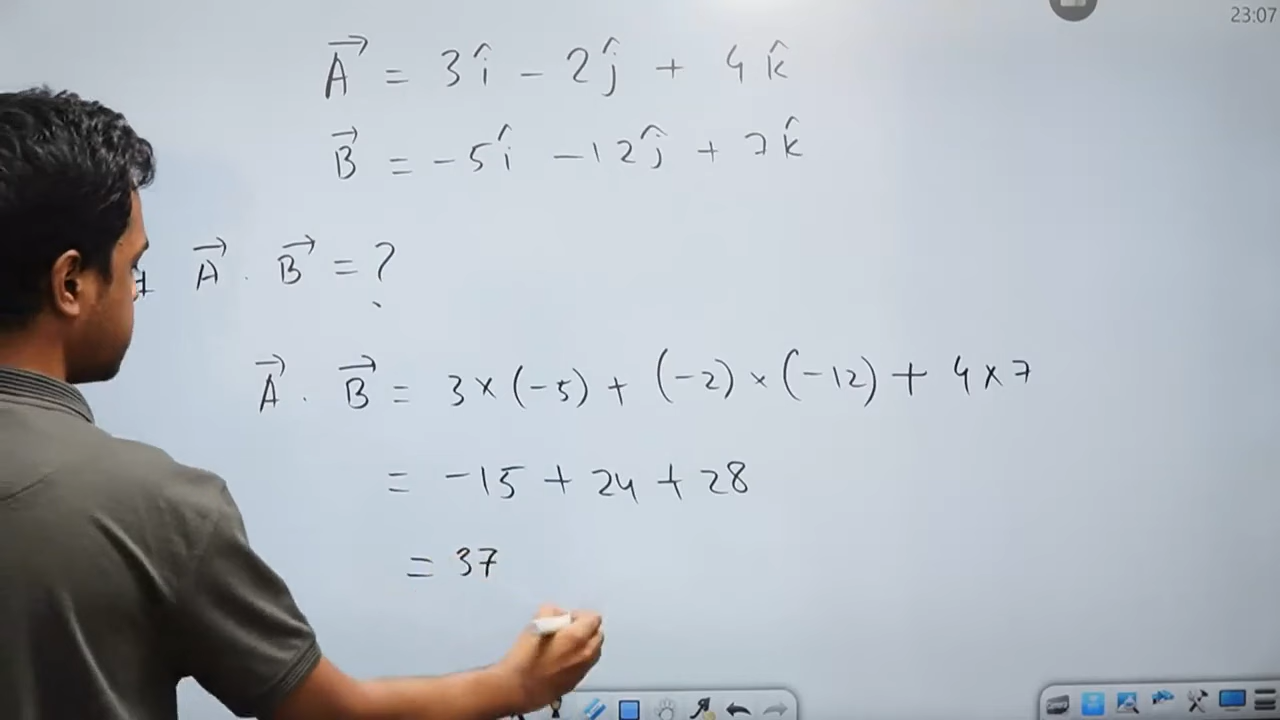 23:07
A⃗ = 3î - 2ĵ + 4k̂
B⃗ = -5î -12ĵ + 7k̂
A⃗ . B⃗ = ?
A⃗ . B⃗ = 3 × (-5) + (-2) × (-12) + 4 × 7
= -15 + 24 + 28
= 37